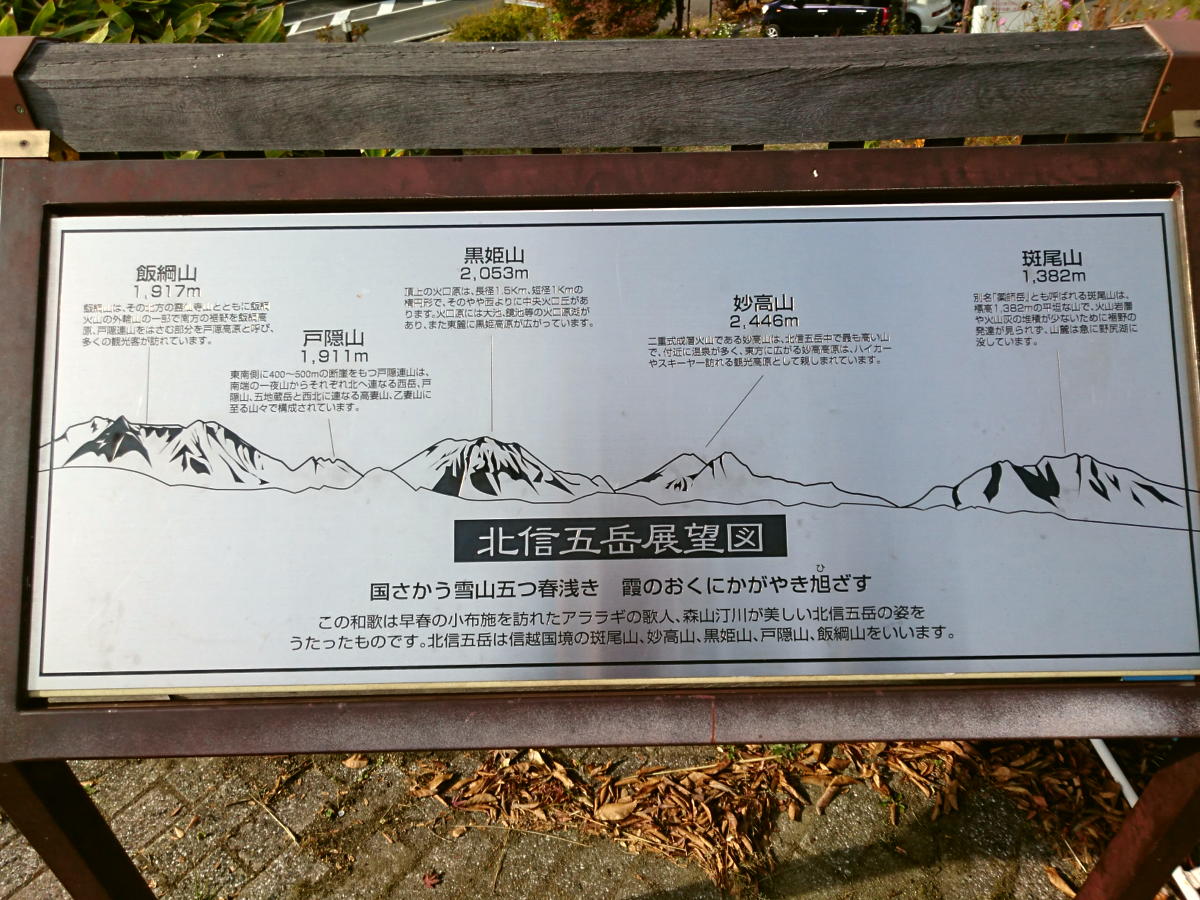 飯綱山
1,917m
飯綱山は、その北方の霊仙寺山とともに飯綱
火山の外輪山の一部で南方の裾野を飯綱高
原、戸隠連山をはさむ部分を戸隠高原と呼び、
多くの観光客が訪れています。
戸隠山
1,911m
東南側に400～500mの断崖をもつ戸隠連山は、
南端の一夜山からそれぞれ北へ連なる西岳、戸
隠山、五地蔵岳と西北に連なる高妻山、乙妻山に
至る山々で構成されています。
黒姫山
2,053m
頂上の火口原は、長径1.5Km、短径1Kmの
楕円形で、そのやや西よりに中央火口丘があ
ります。火口原には大池、鏡池等の火口原湖が
あり、また東麓に黒姫高原が広がっています。
妙高山
2,446m
二重式成層火山である妙高山は、北信五岳中で最も高い山
で、付近に温泉が多く、東方に広がる妙高高原は、ハイカー
やスキーヤー訪れる観光高原として親しまれています。
斑尾山
1,382m
別名「薬師岳」とも呼ばれる斑尾山は、
標高1,382mの平坦な山で、火山岩層
や火山灰の堆積が少ないために裾野の
発達が見られず、山麓は急に野尻湖に
没しています。
北信五岳展望図
国さかう雪山五つ春浅き　霞のおくにかがやき旭ざす
ひ
この和歌は早春の小布施を訪れたアララギの歌人、森山汀川が美しい北信五岳の姿を
うたったものです。北信五岳は信越国境の斑尾山、妙高山、黒姫山、戸隠山、飯綱山をいいます。